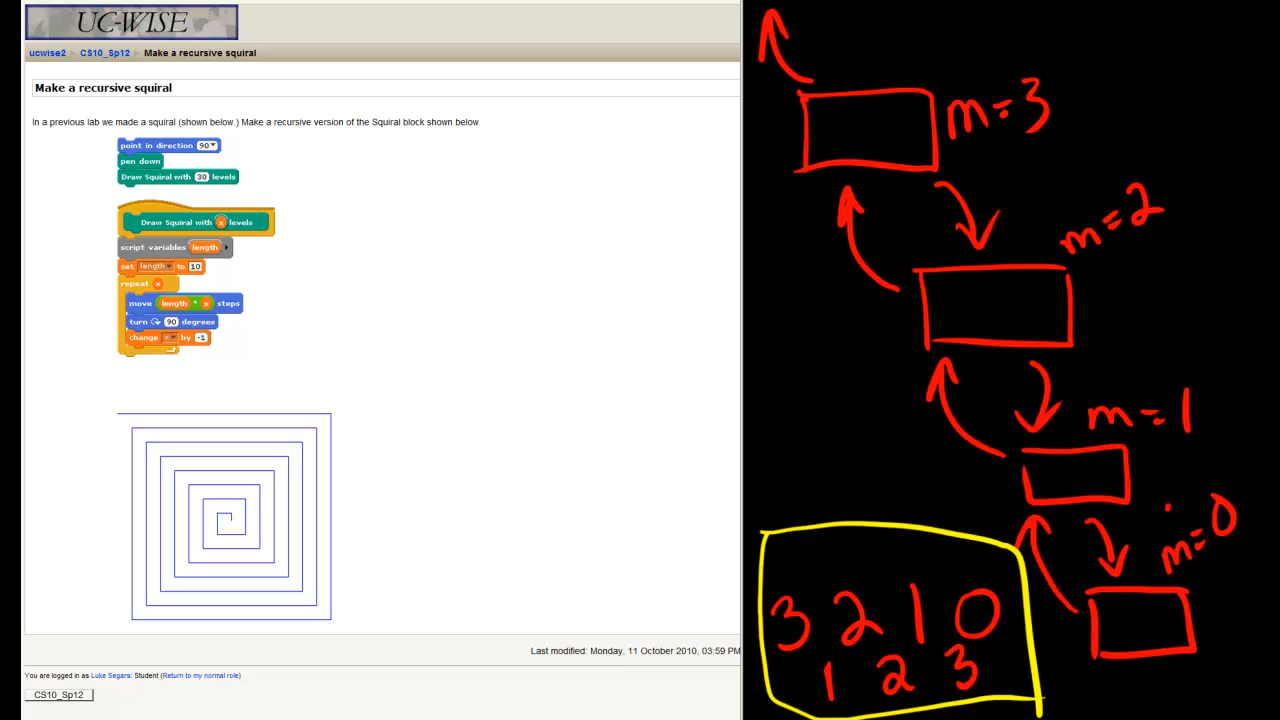 UC-WISE
ucwise2 ▶ CS10_Sp12 ▶ Make a recursive squiral
Make a recursive squiral
In a previous lab we made a squiral (shown below.) Make a recursive version of the Squiral block shown below.
point in direction 90▼
pen down
Draw Squiral with 30 levels
Draw Squiral with x levels
script variables length
set length to 10
repeat x
move length * x steps
turn 90 degrees
change x by -1
Last modified: Monday, 11 October 2010, 03:59 PM
You are logged in as Luke Segars: Student (Return to my normal role)
CS10_Sp12
m=3
m=2
m=1
m=0
3 2 1 0
1 2 3